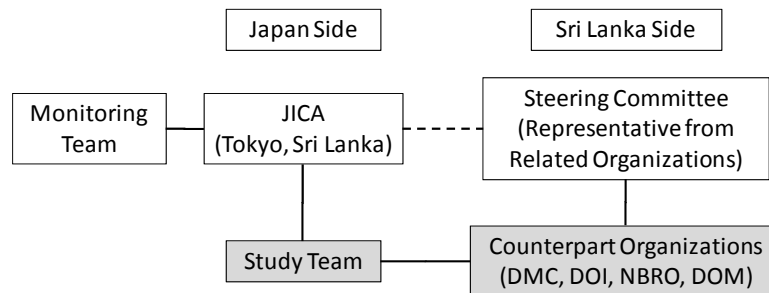 Japan Side
Sri Lanka Side
Monitoring
Team
JICA
(Tokyo, Sri Lanka)
Steering Committee
(Representative from
Related Organizations)
Study Team
Counterpart Organizations
(DMC, DOI, NBRO, DOM)